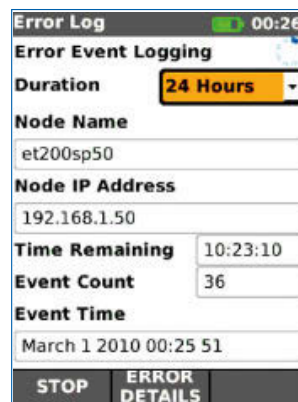 Error Log 00:26
Error Event Logging
Duration 24 Hours
Node Name
et200sp50
Node IP Address
192.168.1.50
Time Remaining 10:23:10
Event Count 36
Event Time
March 1 2010 00:25 51
STOP ERROR DETAILS